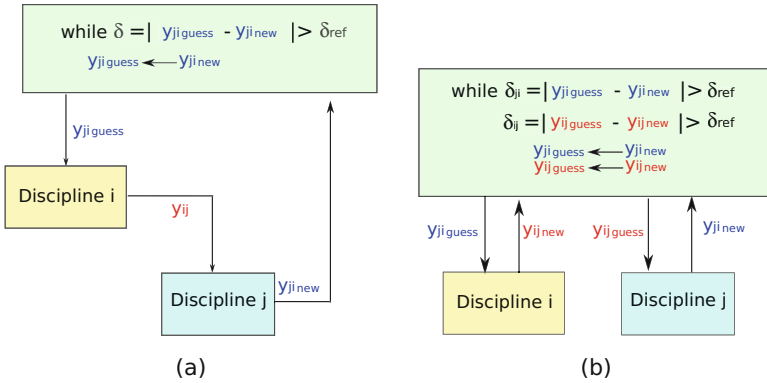 while δ =| yji guess - yji new |> δref
yji guess yji new
yji guess
Discipline i
yij
Discipline j
yji new
(a)
while δji =| yji guess - yji new |> δref
δij =| yij guess - yij new |> δref
yji guess yji new
yij guess yij new
yji guess yij new yij guess yji new
Discipline i Discipline j
(b)